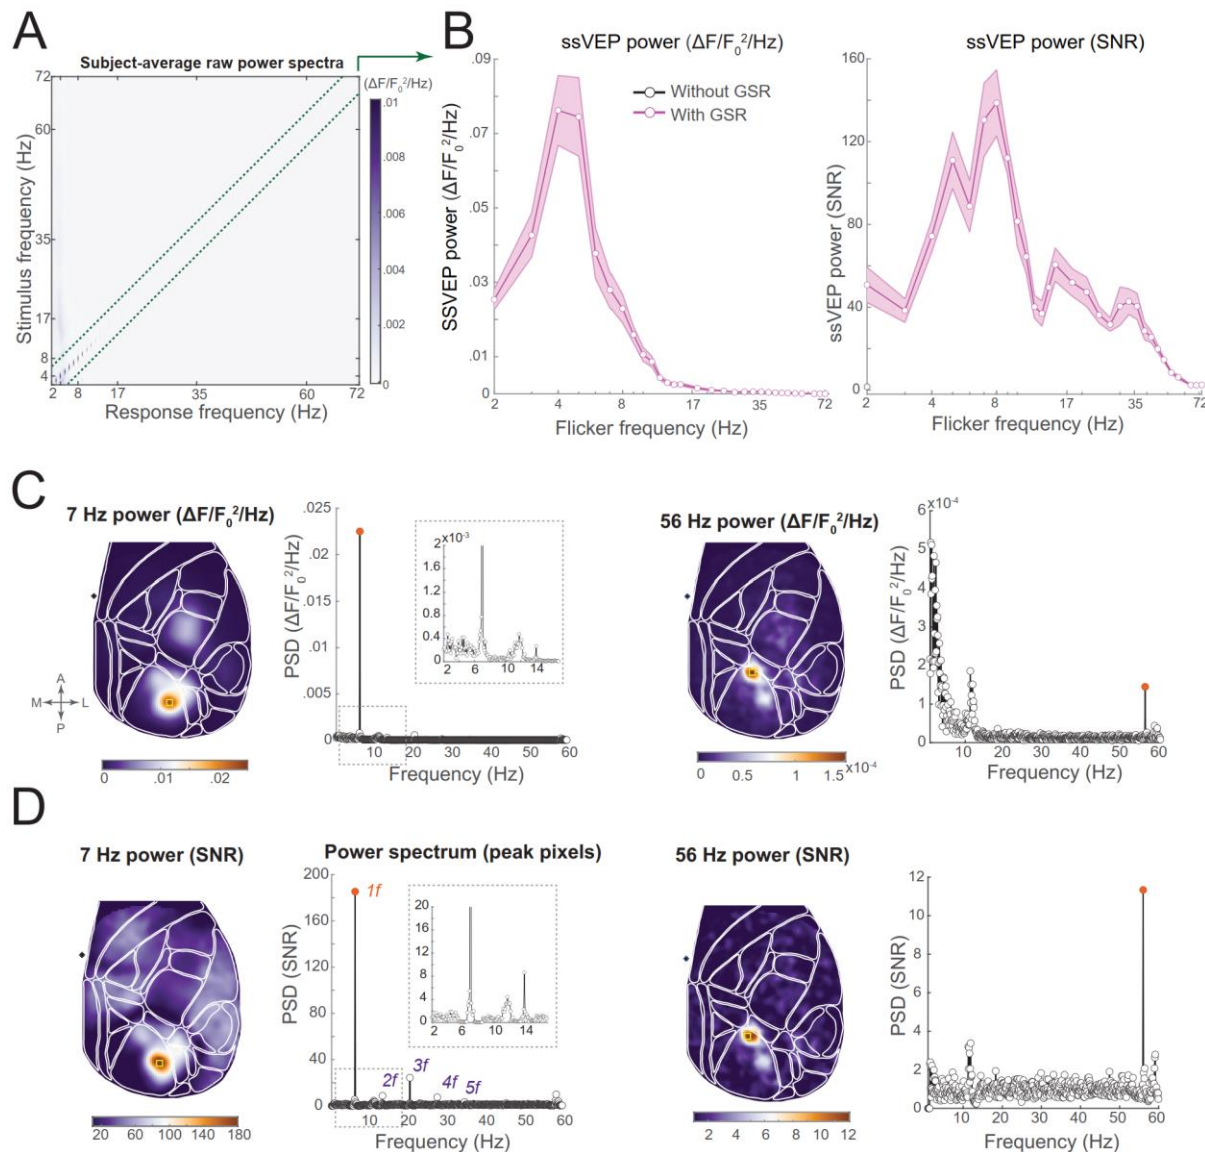 A
Subject-average raw power spectra
(ΔF/F₀²/Hz)
72
60
35
17
8
4
Stimulus frequency (Hz)
2 4 8 17 35 60 72
Response frequency (Hz)
.01
.008
.006
.004
.002
0
B
ssVEP power (ΔF/F₀²/Hz)
.09
.07
.05
.03
.01
0
SSVEP power (ΔF/F₀²/Hz)
Without GSR
With GSR
2 4 8 17 35 72
Flicker frequency (Hz)
ssVEP power (SNR)
160
120
80
40
0
ssVEP power (SNR)
2 4 8 17 35 72
Flicker frequency (Hz)
C
7 Hz power (ΔF/F₀²/Hz)
A
M L
P
0 .01 .02
.025
.02
.015
.01
.005
0
PSD (ΔF/F₀²/Hz)
10 20 30 40 50 60
Frequency (Hz)
×10⁻³
2
1.6
1.2
0.8
0.4
0
2 6 10 14
56 Hz power (ΔF/F₀²/Hz)
0 0.5 1 1.5
×10⁻⁴
×10⁻⁴
6
5
4
3
2
1
0
PSD (ΔF/F₀²/Hz)
10 20 30 40 50 60
Frequency (Hz)
D
7 Hz power (SNR)
20 60 100 140 180
Power spectrum (peak pixels)
200
160
120
80
40
0
PSD (SNR)
1f
2f
3f
4f
5f
10 20 30 40 50 60
Frequency (Hz)
20
16
12
8
4
0
2 6 10 14
56 Hz power (SNR)
2 4 6 8 10 12
12
10
8
6
4
2
0
PSD (SNR)
10 20 30 40 50 60
Frequency (Hz)